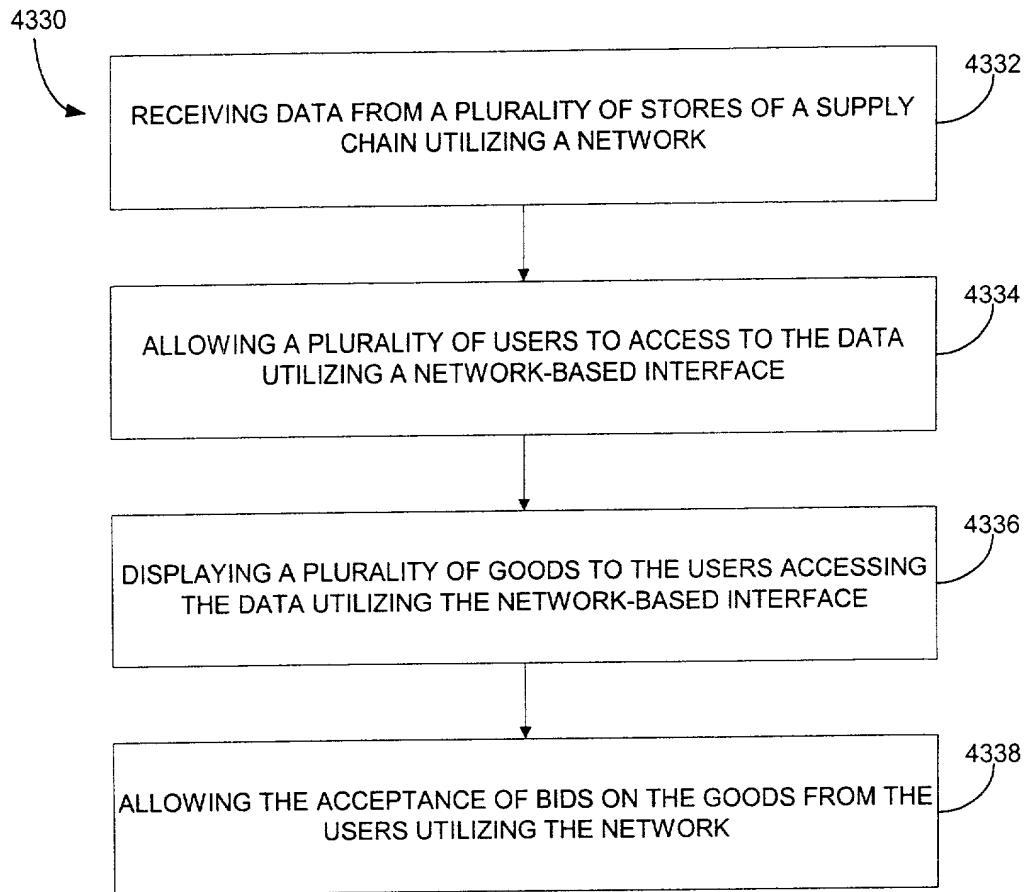 4330
4332
RECEIVING DATA FROM A PLURALITY OF STORES OF A SUPPLY
CHAIN UTILIZING A NETWORK
4334
ALLOWING A PLURALITY OF USERS TO ACCESS TO THE DATA
UTILIZING A NETWORK-BASED INTERFACE
4336
DISPLAYING A PLURALITY OF GOODS TO THE USERS ACCESSING
THE DATA UTILIZING THE NETWORK-BASED INTERFACE
4338
ALLOWING THE ACCEPTANCE OF BIDS ON THE GOODS FROM THE
USERS UTILIZING THE NETWORK